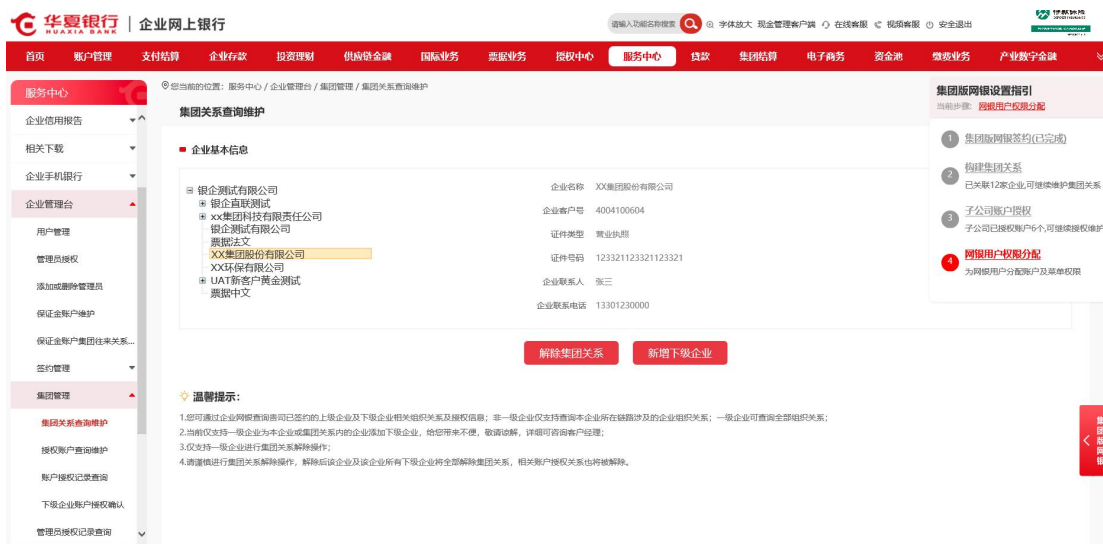 华夏银行 企业网上银行
HUAXIA BANK
请输入功能名称搜索 字体放大 现金管理客户端 在线客服 视频客服 安全退出
首页 账户管理 支付结算 企业存款 投资理财 供应链金融 国际业务 票据业务 授权中心 服务中心 贷款 集团结算 电子商务 资金池 缴费业务 产业数字金融
服务中心
企业信用报告
相关下载
企业手机银行
企业管理台
用户管理
管理员授权
添加或删除管理员
保证金账户维护
保证金账户集团往来关系...
签约管理
集团管理
集团关系查询维护
授权账户查询维护
账户授权记录查询
下级企业账户授权确认
管理员授权记录查询
您当前的位置:服务中心 / 企业管理台 / 集团管理 / 集团关系查询维护
集团关系查询维护
企业基本信息
银企测试有限公司
银企直联测试
xx集团科技有限责任公司
银企测试有限公司
票据法文
XX集团股份有限公司
XX环保有限公司
UAT新客户黄金测试
票据中文
企业名称 XX集团股份有限公司
企业客户号 4004100604
证件类型 营业执照
证件号码 123321123321123321
企业联系人 张三
企业联系电话 13301230000
解除集团关系 新增下级企业
温馨提示:
1.您可通过企业网银查询贵司已签约的上级企业及下级企业相关组织关系及授权信息;非一级企业仅支持查询本企业所在链路涉及的企业组织关系;一级企业可查询全部组织关系;
2.当前仅支持一级企业为本企业或集团关系内的企业添加下级企业,给您带来不便,敬请谅解,详细可咨询客户经理;
3.仅支持一级企业进行集团关系解除操作;
4.请谨慎进行集团关系解除操作,解除后该企业及该企业所有下级企业将全部解除集团关系,相关账户授权关系也将被解除。
集团版网银设置指引
当前步骤: 网银用户权限分配
1 集团版网银签约(已完成)
2 构建集团关系
已关联12家企业,可继续维护集团关系
3 子公司账户授权
子公司已授权账户6个,可继续授权维护
4 网银用户权限分配
为网银用户分配账户及菜单权限
集团版网银